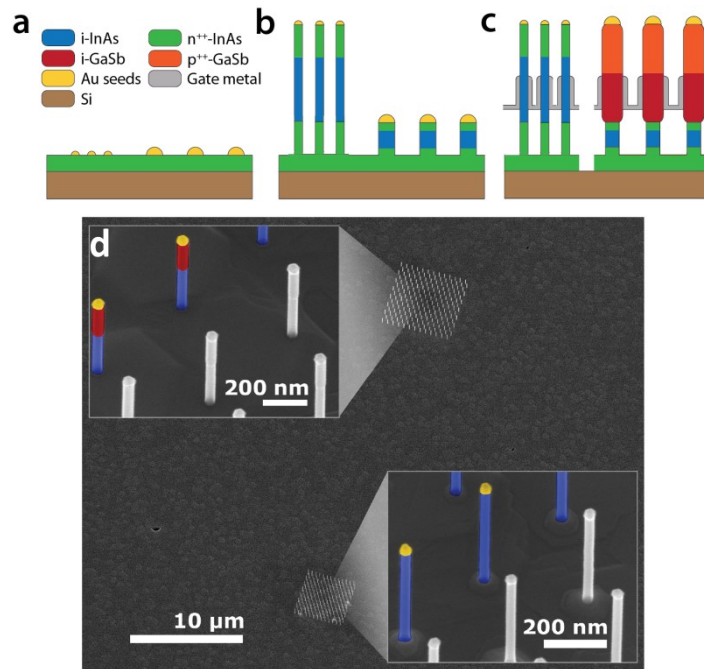 a
b
c
i-InAs
n⁺⁺-InAs
i-GaSb
p⁺⁺-GaSb
Au seeds
Gate metal
Si
d
200 nm
10 µm
200 nm